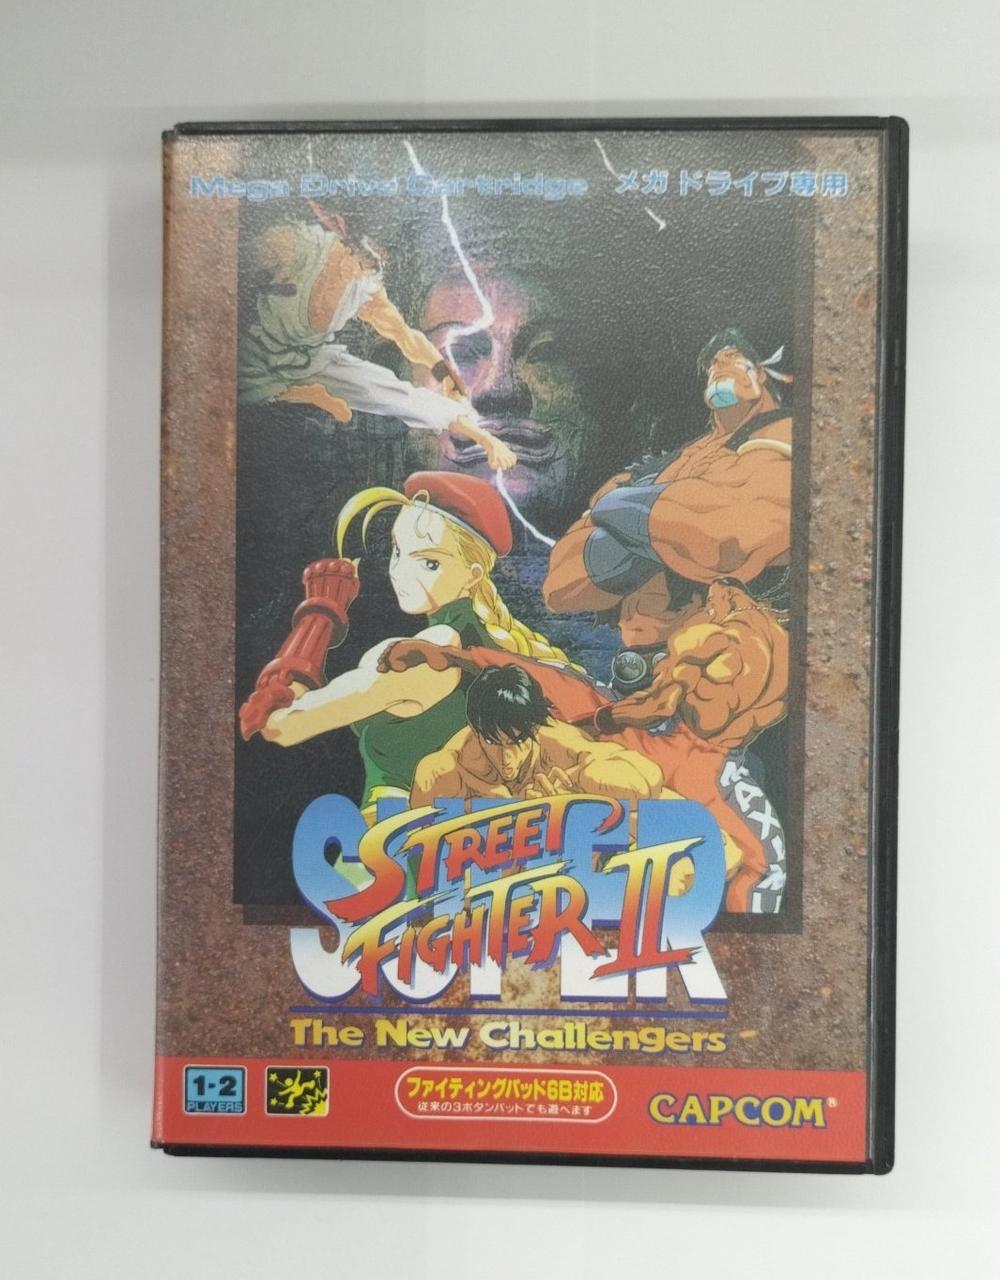 Mega Drive Cartridge メガドライブ専用
MAXIMU
SUPER
STREET
FIGHTER II
The New Challengers
1-2
PLAYERS
ファイティングパッド6B対応
従来の3ボタンパッドでも遊べます
CAPCOM®